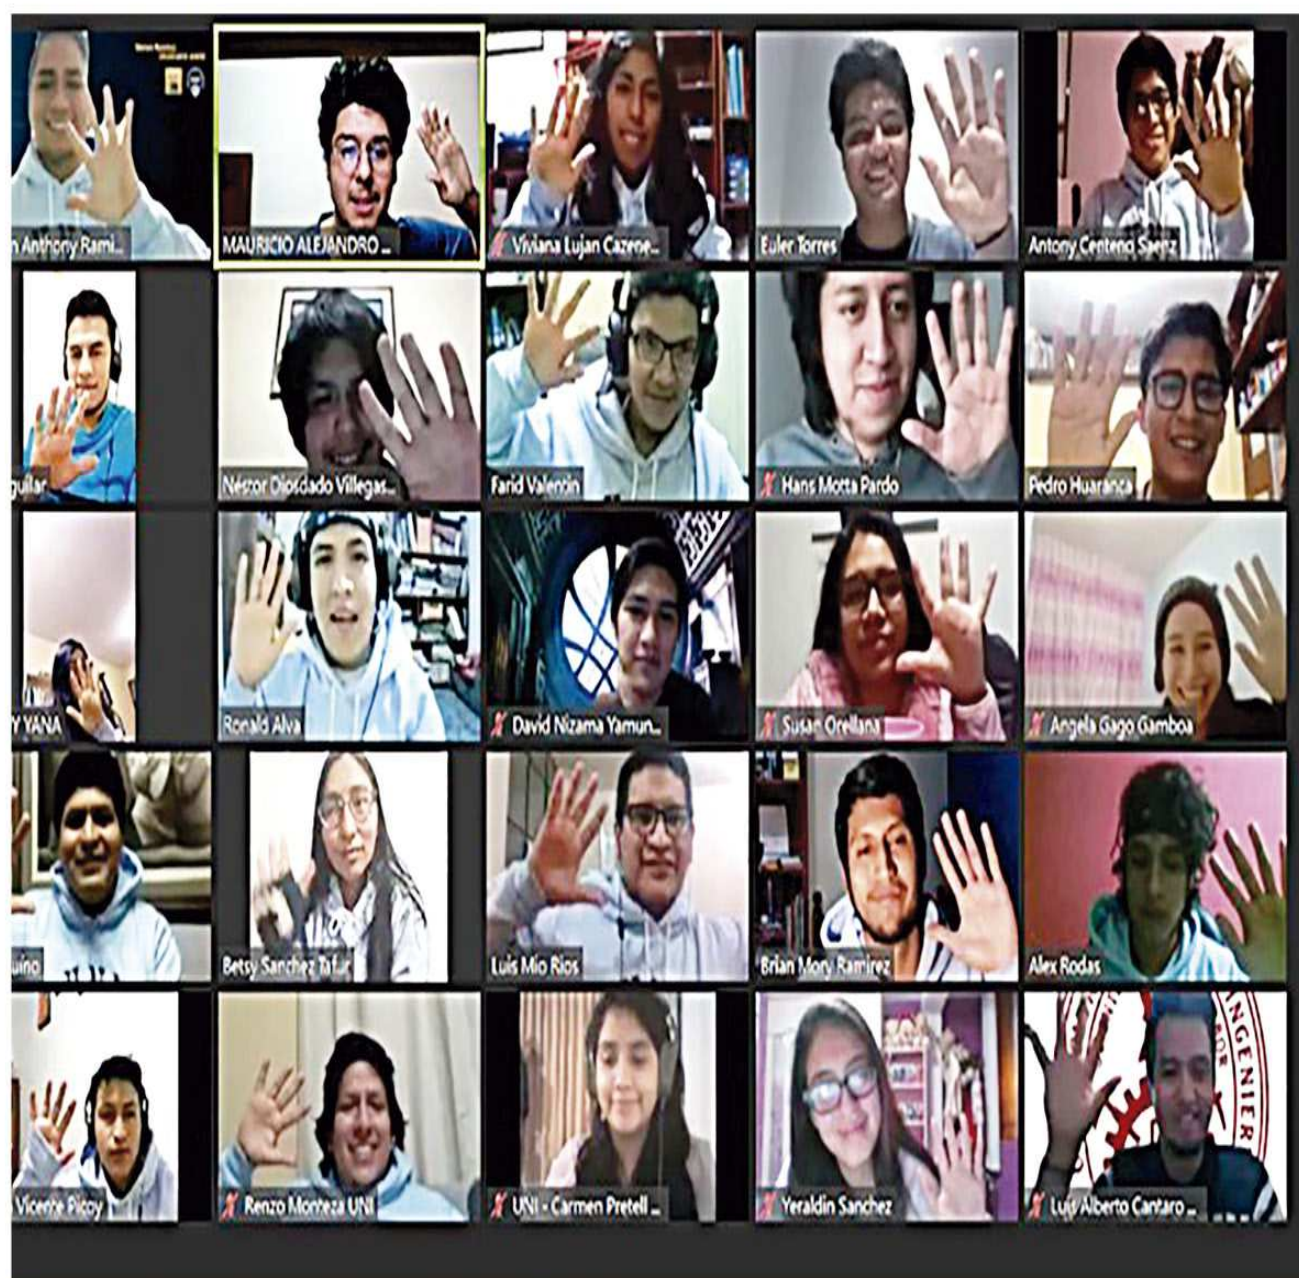 n Anthony Rami...
MAURICIO ALEJANDRO ...
Viviana Lujan Cazene...
Euler Torres
Antony Centeno Saenz
guilar
Néstor Diosdado Villegas...
Farid Valentin
Hans Motta Pardo
Pedro Huaranca
Y YANA
Ronald Alva
David Nizama Yamun...
Susan Orellana
Angela Gago Gamboa
uino
Betsy Sanchez Tafur
Luis Mio Rios
Brian Mory Ramirez
Alex Rodas
Vicente Picoy
Renzo Monteza UNI
UNI - Carmen Pretell ...
Yeraldin Sanchez
Luis Alberto Cantaro ...
INGENIER